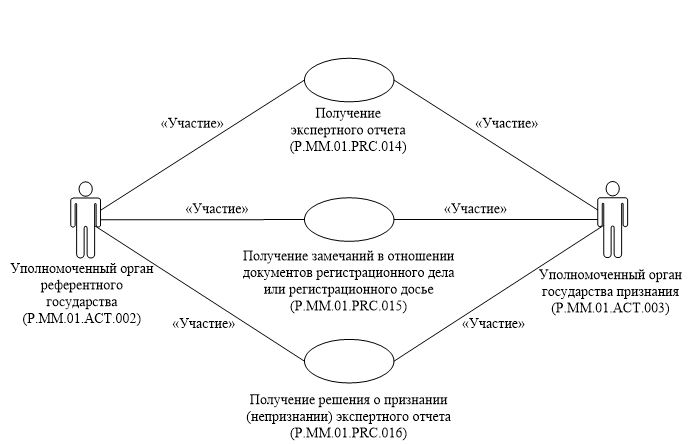 «Участие»
«Участие»
Получение
экспертного отчета
(P.MM.01.PRC.014)
«Участие»
«Участие»
Получение замечаний в отношении
документов регистрационного дела
или регистрационного досье
(P.MM.01.PRC.015)
Уполномоченный орган
референтного
государства
(P.MM.01.ACT.002)
Уполномоченный орган
государства признания
(P.MM.01.ACT.003)
«Участие»
«Участие»
Получение решения о признании
(непризнании) экспертного отчета
(P.MM.01.PRC.016)